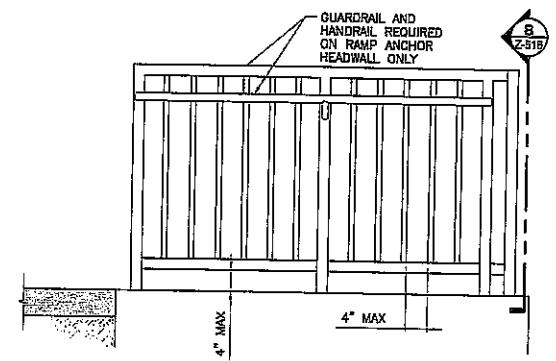 GUARDRAIL AND
HANDRAIL REQUIRED
ON RAMP ANCHOR
HEADWALL ONLY
8
Z-516
4" MAX
4" MAX